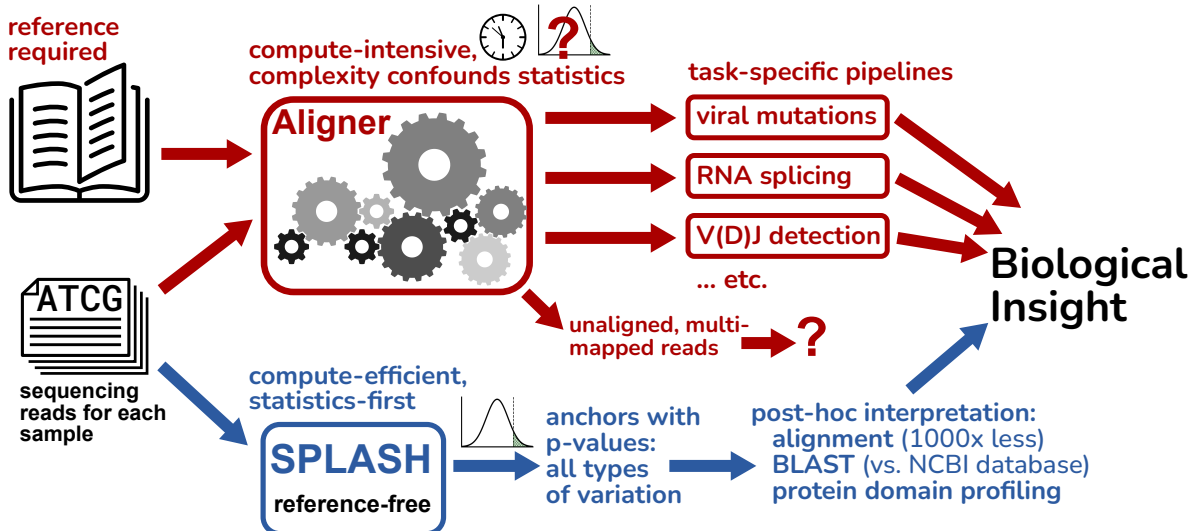 reference
required
compute-intensive,
complexity confounds statistics
?
task-specific pipelines
Aligner
viral mutations
RNA splicing
V(D)J detection
... etc.
Biological
Insight
unaligned, multi-
mapped reads
?
ATCG
sequencing
reads for each
sample
compute-efficient,
statistics-first
SPLASH
reference-free
anchors with
p-values:
all types
of variation
post-hoc interpretation:
alignment (1000x less)
BLAST (vs. NCBI database)
protein domain profiling